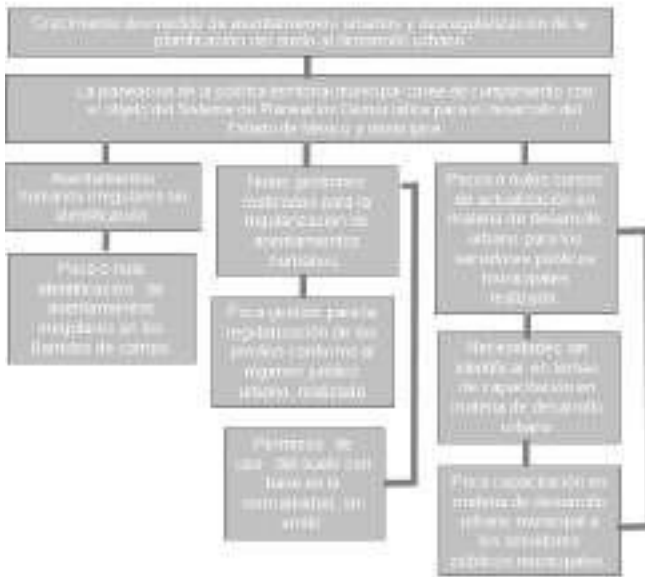 Crecimiento desmedido de asentamientos urbanos y de la
planificación del suelo al desarrollo urbano
La planeación de la política territorial municipal carece de cumplimiento con
el objeto del Sistema de Planeación Democrática para el desarrollo del
Estado de México y municipios
Asentamientos
humanos irregulares sin
identificación
Poca o nula
identificación de
asentamientos
irregulares en los
de campo
Nulas gestiones
realizadas para la
regularización de
asentamientos
humanos
Poca gestión para la
regularización de los
predios conforme al
régimen jurídico
urbano, realizada
Permisos de
uso del suelo con
base en la
normatividad, sin
Pocos o nulos cursos
de actualización en
materia de desarrollo
urbano para los
servidores públicos
municipales
realizada
Necesidades sin
identificar en temas
de capacitación en
materia de desarrollo
urbano
Poca capacitación en
materia de desarrollo
urbano municipal a
los servidores
públicos municipales